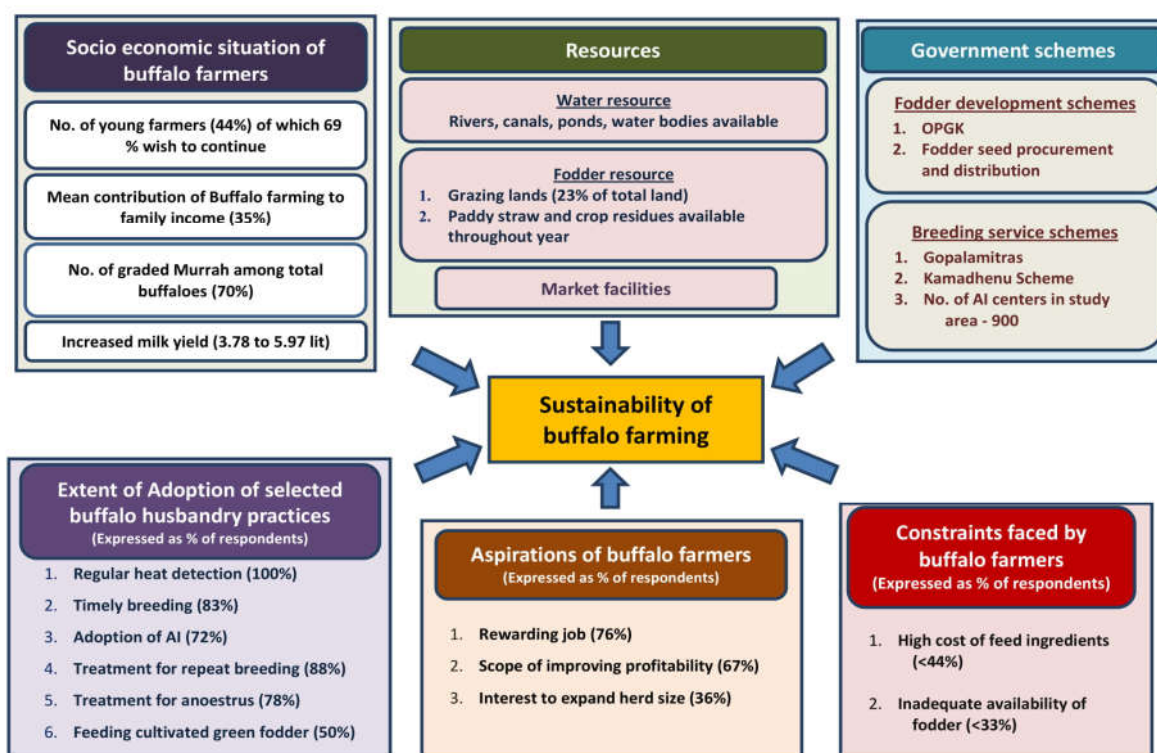 Socio economic situation of
buffalo farmers
No. of young farmers (44%) of which 69
% wish to continue
Mean contribution of Buffalo farming to
family income (35%)
No. of graded Murrah among total
buffaloes (70%)
Increased milk yield (3.78 to 5.97 lit)
Resources
Water resource
Rivers, canals, ponds, water bodies available
Fodder resource
1. Grazing lands (23% of total land)
2. Paddy straw and crop residues available
throughout year
Market facilities
Government schemes
Fodder development schemes
1. OPGK
2. Fodder seed procurement
and distribution
Breeding service schemes
1. Gopalamitras
2. Kamadhenu Scheme
3. No. of AI centers in study
area - 900
Sustainability of
buffalo farming
Extent of Adoption of selected
buffalo husbandry practices
(Expressed as % of respondents)
1. Regular heat detection (100%)
2. Timely breeding (83%)
3. Adoption of AI (72%)
4. Treatment for repeat breeding (88%)
5. Treatment for anoestrus (78%)
6. Feeding cultivated green fodder (50%)
Aspirations of buffalo farmers
(Expressed as % of respondents)
1. Rewarding job (76%)
2. Scope of improving profitability (67%)
3. Interest to expand herd size (36%)
Constraints faced by
buffalo farmers
(Expressed as % of respondents)
1. High cost of feed ingredients
(<44%)
2. Inadequate availability of
fodder (<33%)